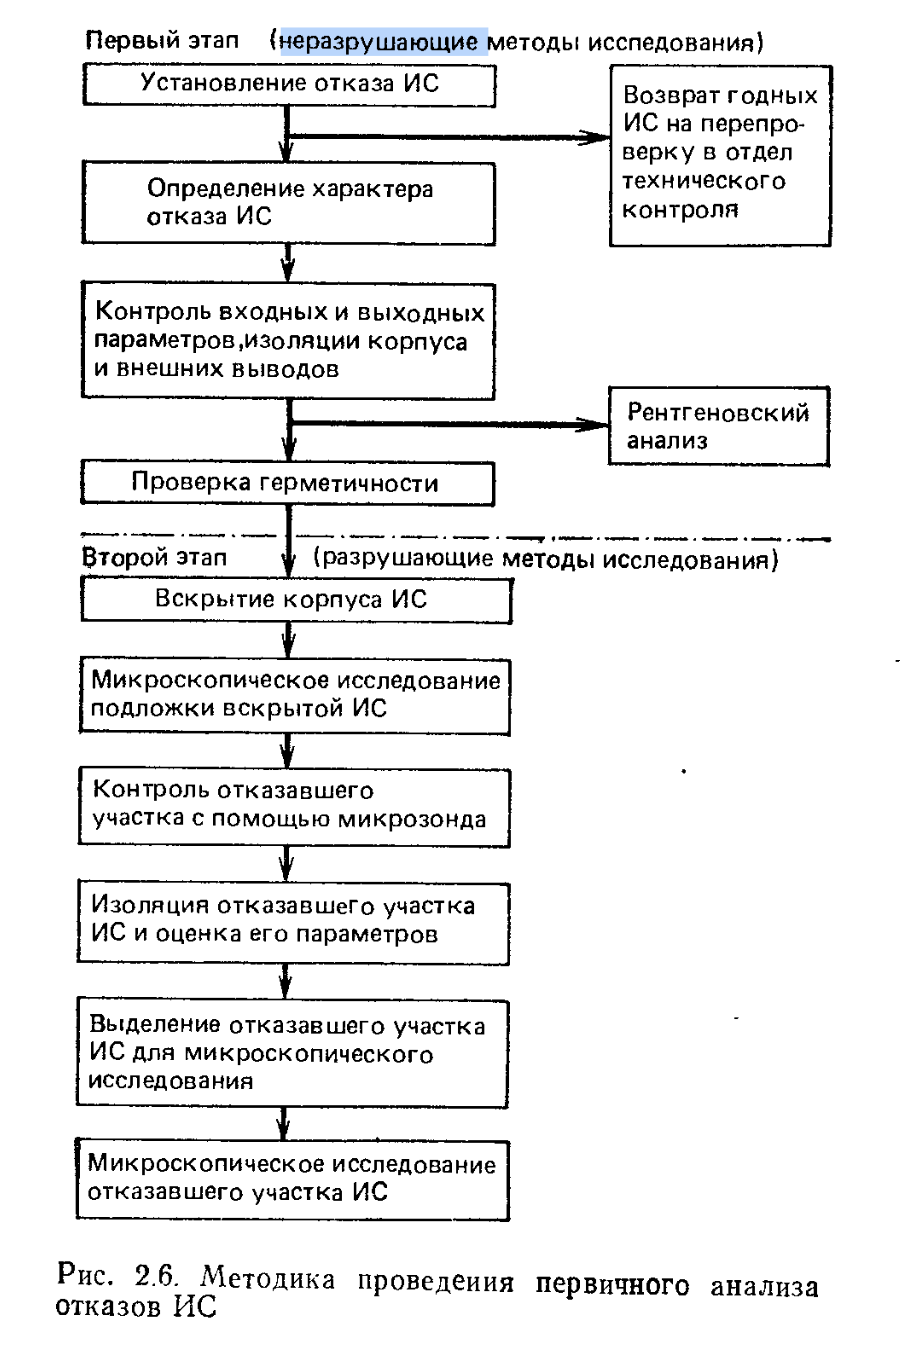 Первый этап (неразрушающие методы исследования)
Установление отказа ИС
Возврат годных
ИС на перепро-
верку в отдел
технического
контроля
Определение характера
отказа ИС
Контроль входных и выходных
параметров,изоляции корпуса
и внешних выводов
Рентгеновский
анализ
Проверка герметичности
Второй этап (разрушающие методы исследования)
Вскрытие корпуса ИС
Микроскопическое исследование
подложки вскрытой ИС
Контроль отказавшего
участка с помощью микрозонда
Изоляция отказавшего участка
ИС и оценка его параметров
Выделение отказавшего участка
ИС для микроскопического
исследования
Микроскопическое исследование
отказавшего участка ИС
Рис. 2.6. Методика проведения первичного анализа
отказов ИС